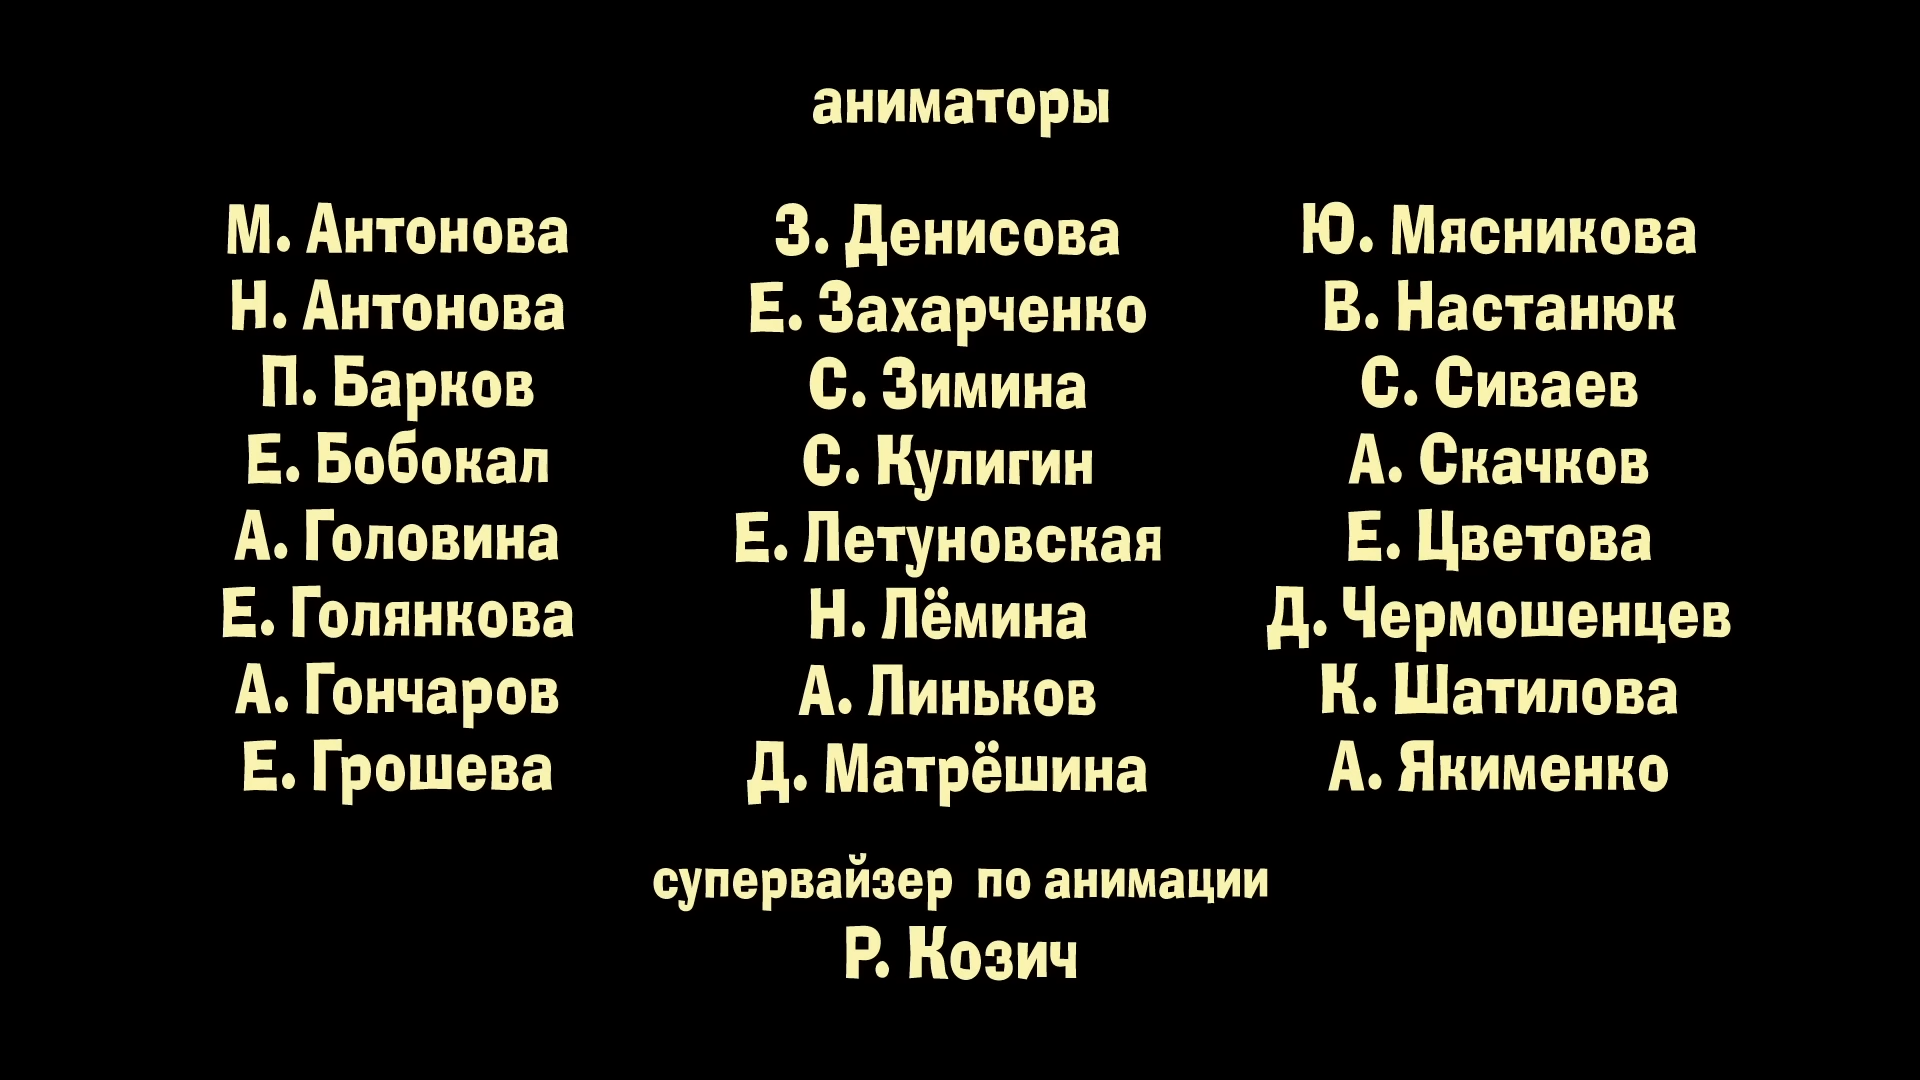 аниматоры
М. Антонова
Н. Антонова
П. Барков
Е. Бобокал
А. Головина
Е. Голянкова
А. Гончаров
Е. Грошева
З. Денисова
Е. Захарченко
С. Зимина
С. Кулигин
Е. Летуновская
Н. Лёмина
А. Линьков
Д. Матрёшина
Ю. Мясникова
В. Настанюк
С. Сиваев
А. Скачков
Е. Цветова
Д. Чермошенцев
К. Шатилова
А. Якименко
супервайзер по анимации
Р. Козич